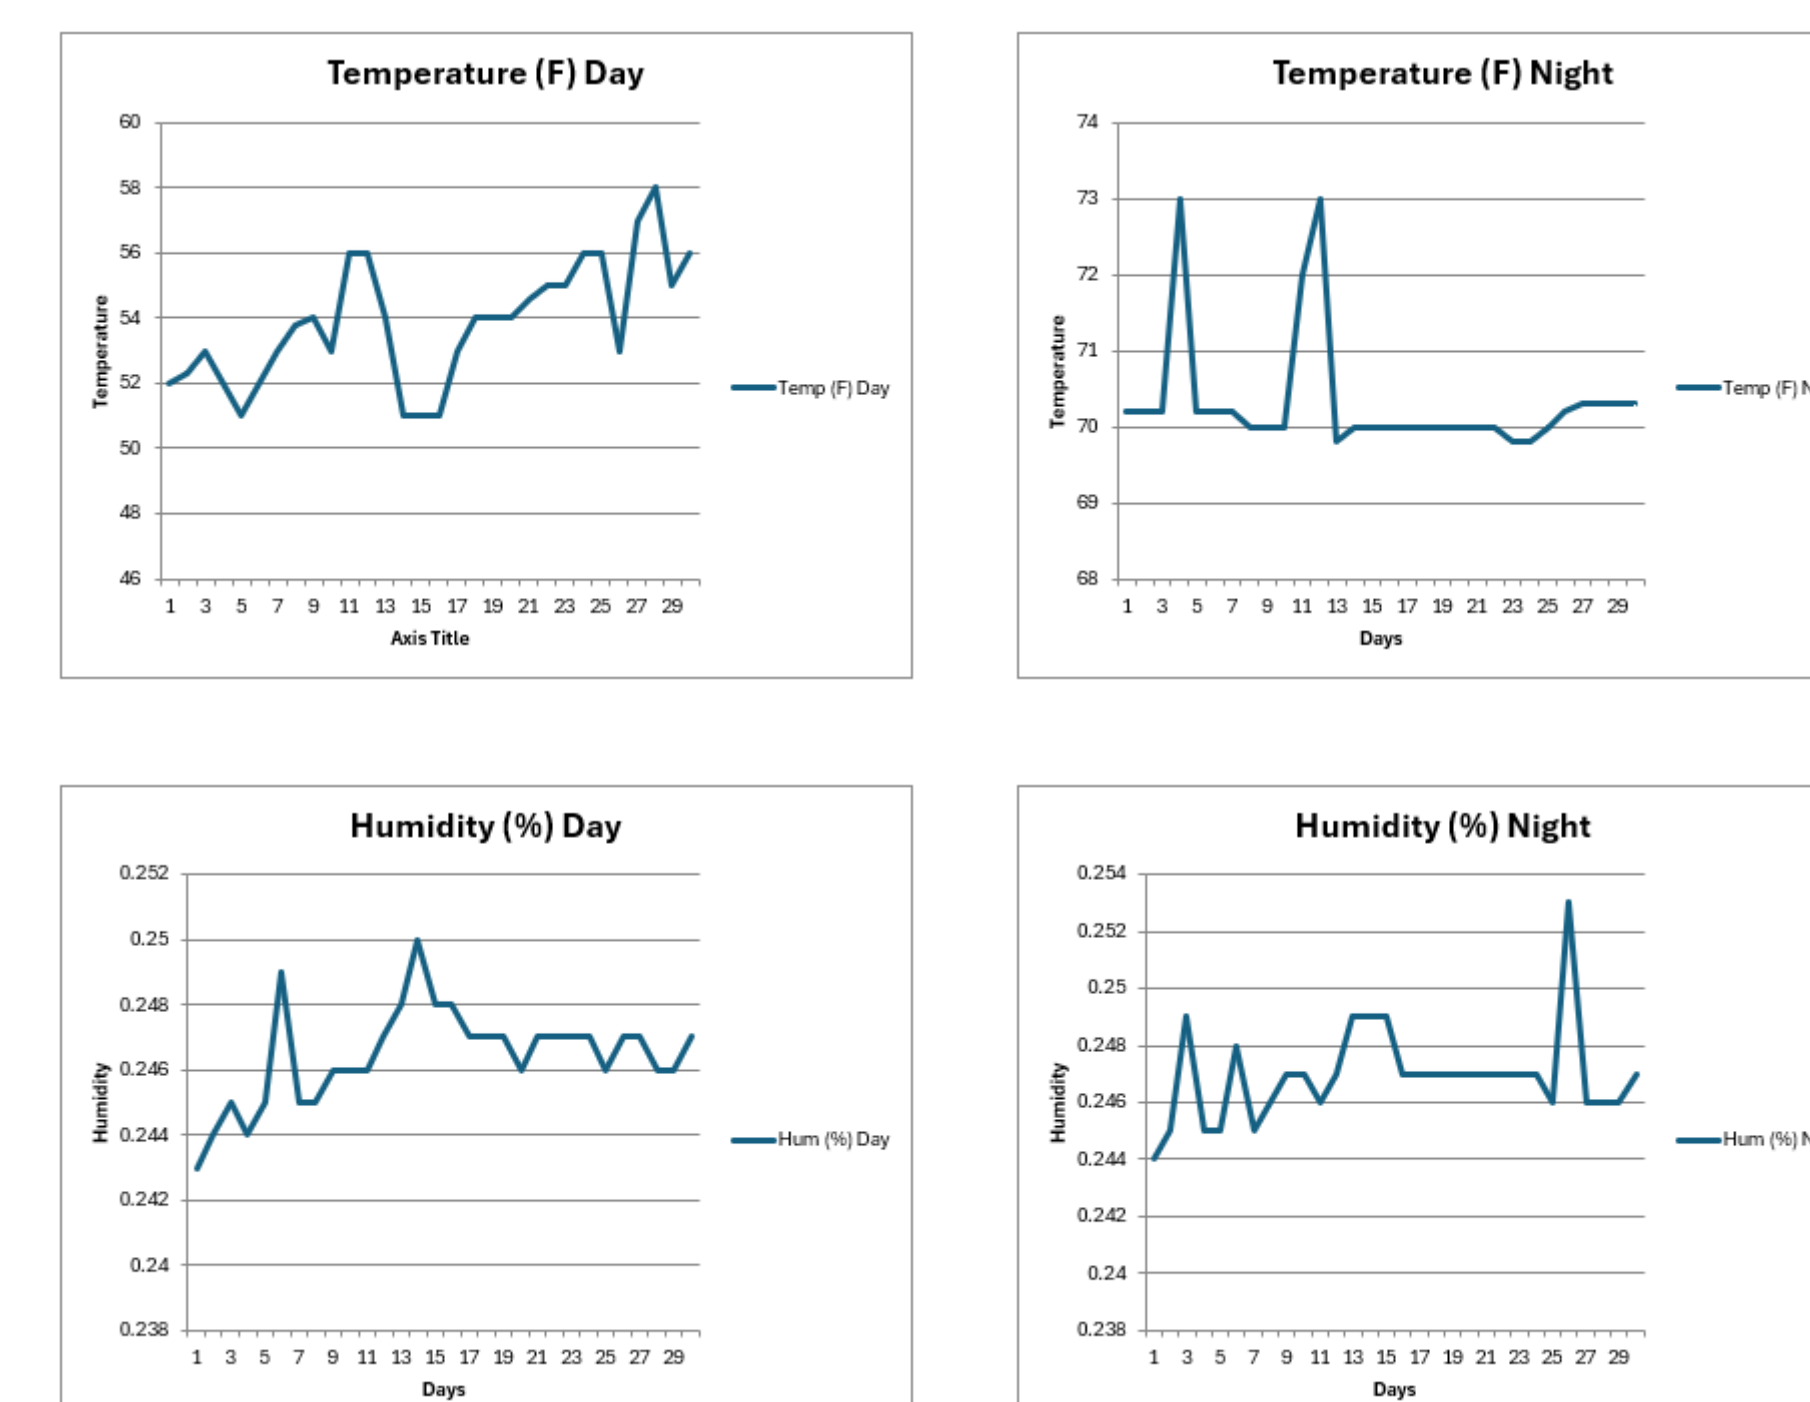 Temperature (F) Day
60
58
56
54
52
50
48
46
Temperature
1 3 5 7 9 11 13 15 17 19 21 23 25 27 29
Axis Title
Temp (F) Day
Temperature (F) Night
74
73
72
71
70
69
68
Temperature
1 3 5 7 9 11 13 15 17 19 21 23 25 27 29
Days
Temp (F) N
Humidity (%) Day
0.252
0.25
0.248
0.246
0.244
0.242
0.24
0.238
Humidity
1 3 5 7 9 11 13 15 17 19 21 23 25 27 29
Days
Hum (%) Day
Humidity (%) Night
0.254
0.252
0.25
0.248
0.246
0.244
0.242
0.24
0.238
Humidity
1 3 5 7 9 11 13 15 17 19 21 23 25 27 29
Days
Hum (%) N